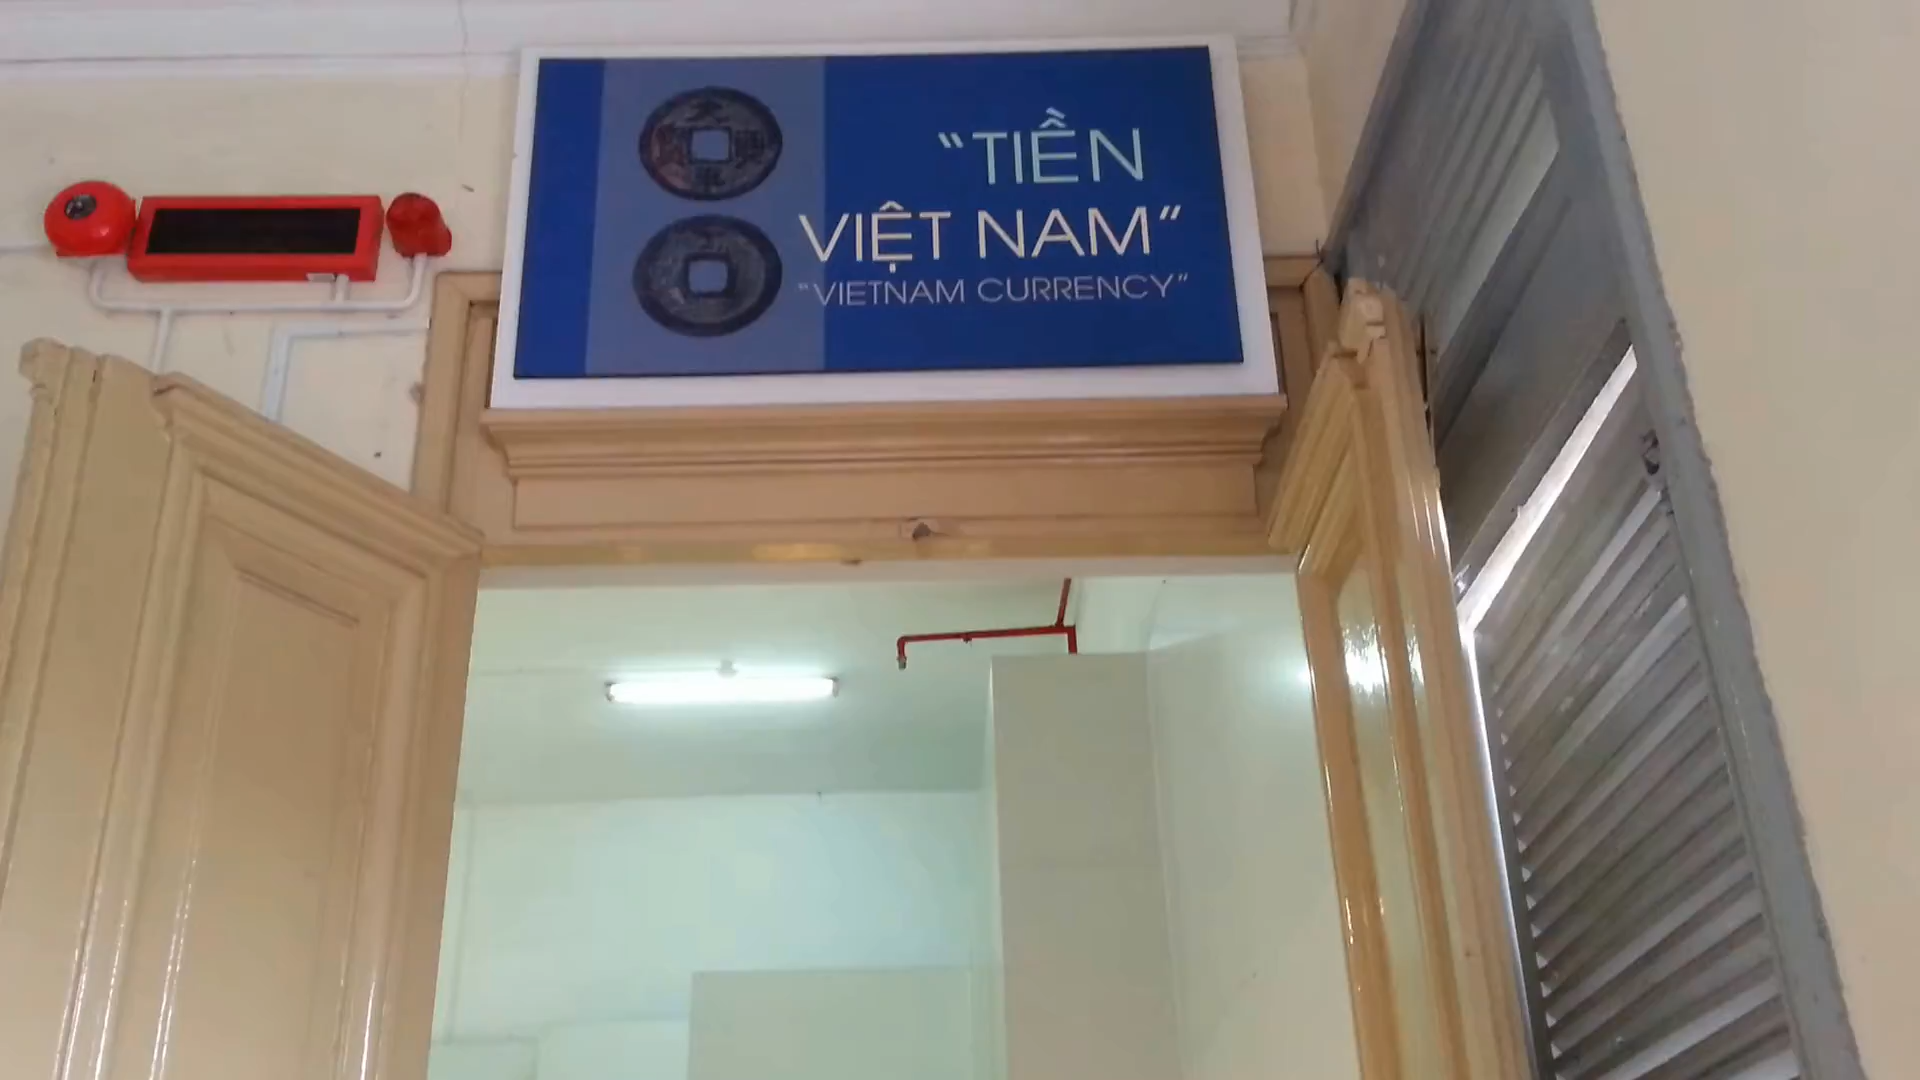 “TIỀN
VIỆT NAM”
“VIETNAM CURRENCY”